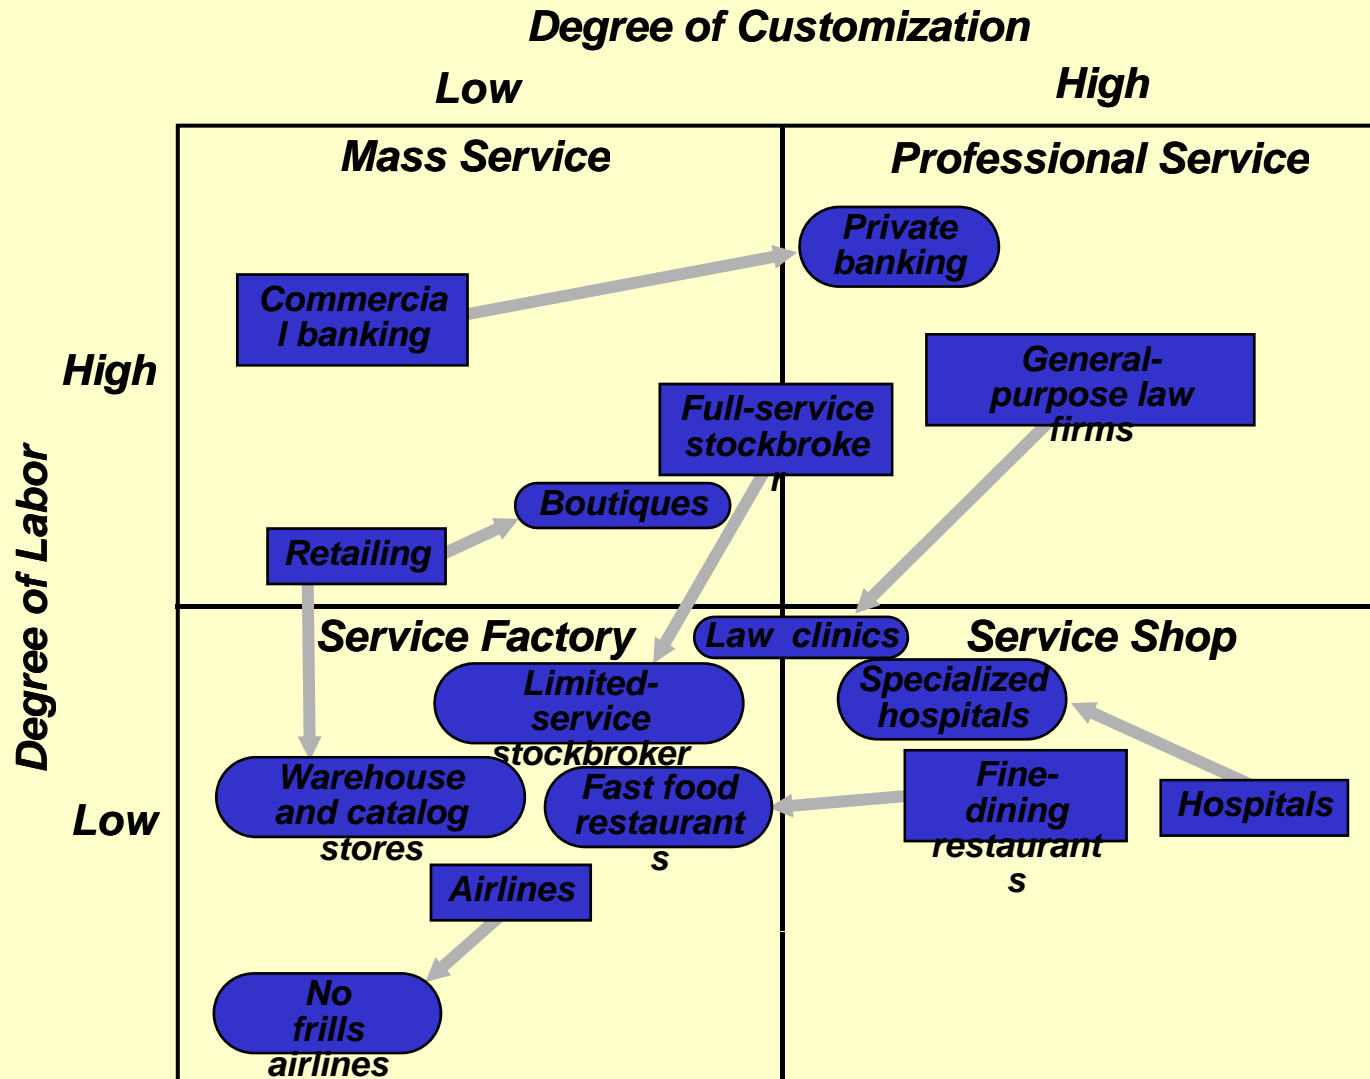 Degree of Customization
Low
High
Mass Service
Professional Service
Private
banking
Commercia
l banking
High
General-
purpose law
firms
Full-service
stockbroke
r
Boutiques
Retailing
Degree of Labor
Service Factory
Law clinics
Service Shop
Limited-
service
stockbroker
Specialized
hospitals
Warehouse
and catalog
stores
Fast food
restaurant
s
Fine-
dining
restaurant
s
Hospitals
Low
Airlines
No
frills
airlines